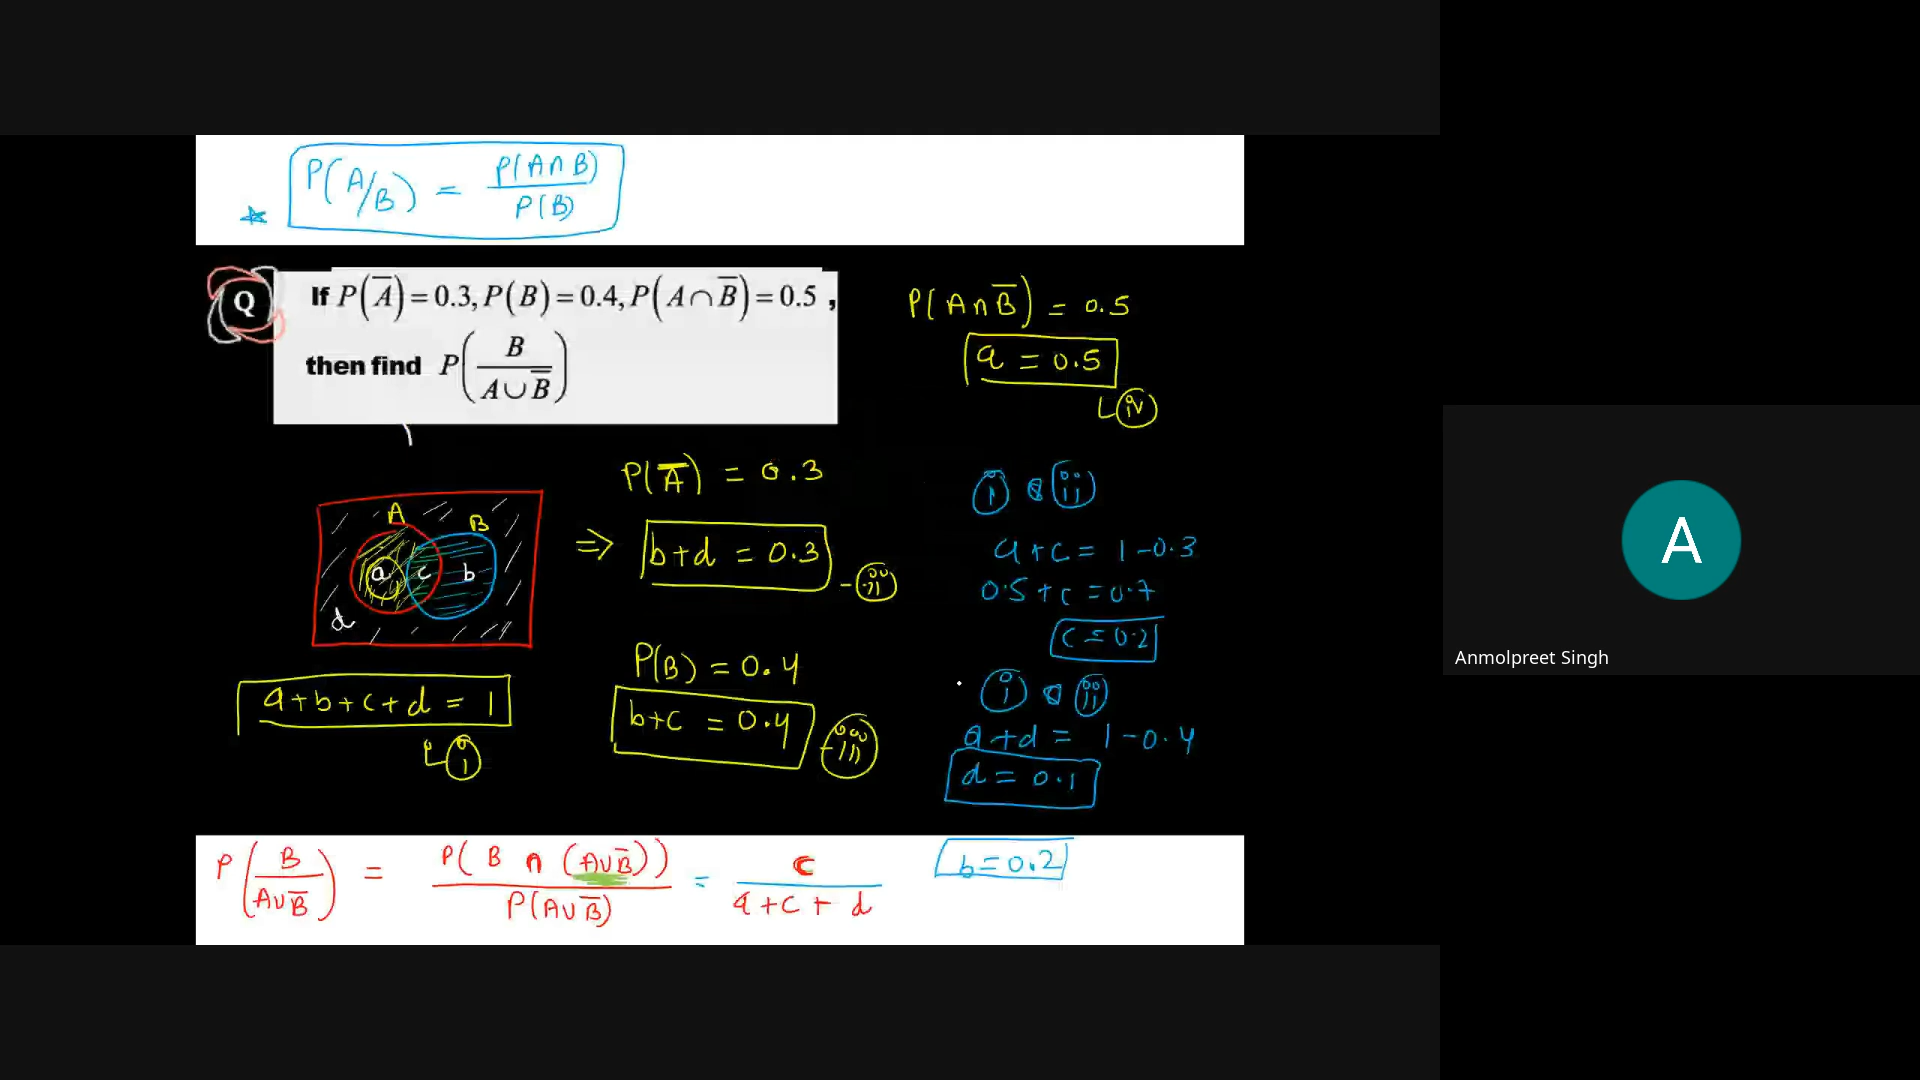 P(A/B) = P(A∩B) / P(B)
Q
If P(A̅) = 0.3, P(B) = 0.4, P(A∩B̅) = 0.5 ,
then find P(B / A∪B̅)
P(A∩B̅) = 0.5
a = 0.5
iv
A B
a c b
d
a+b+c+d = 1
i
P(A̅) = 0.3
⇒ b+d = 0.3
- ii
P(B) = 0.4
b+c = 0.4
- iii
i & ii
a+c = 1-0.3
0.5+c = 0.7
c = 0.2
i & iii
a+d = 1-0.4
d = 0.1
P(B / A∪B̅) = P(B ∩ (A∪B̅)) / P(A∪B̅) = c / a+c+d
b = 0.2
A
Anmolpreet Singh